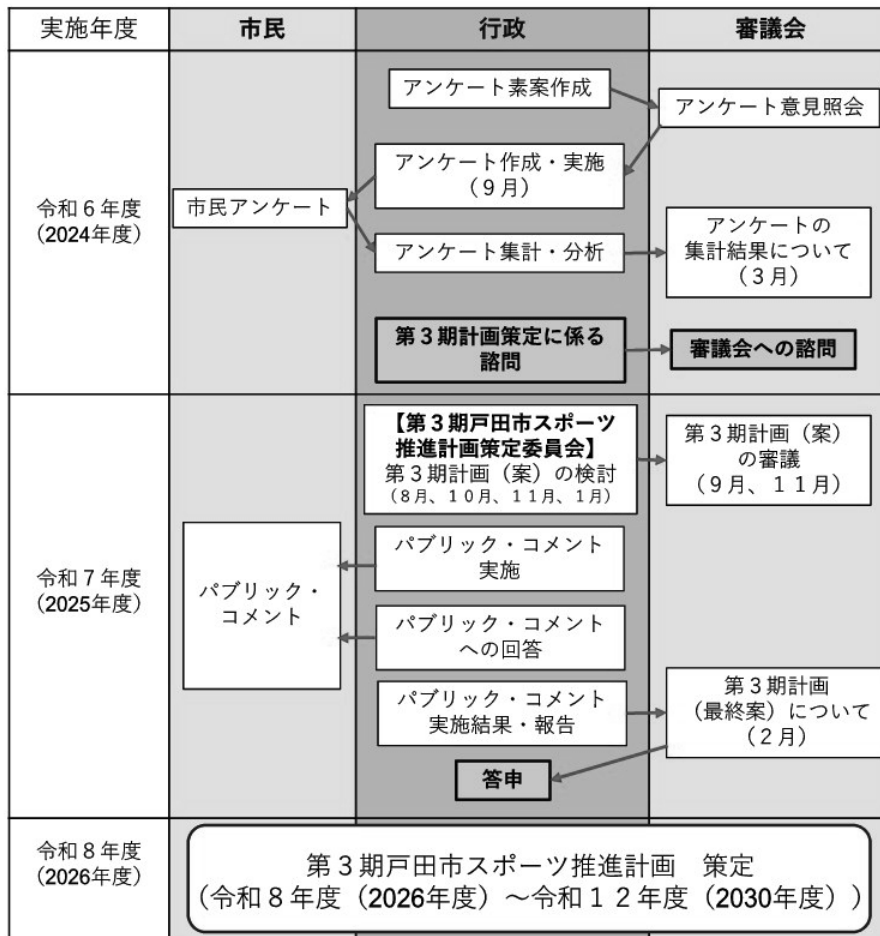 実施年度
市民
行政
審議会
令和６年度
（2024年度）
アンケート素案作成
アンケート意見照会
アンケート作成・実施
（９月）
市民アンケート
アンケート集計・分析
アンケートの
集計結果について
（３月）
第３期計画策定に係る
諮問
審議会への諮問
令和７年度
（2025年度）
【第３期戸田市スポーツ
推進計画策定委員会】
第３期計画（案）の検討
（８月、１０月、１１月、１月）
第３期計画（案）
の審議
（９月、１１月）
パブリック・コメント
実施
パブリック・
コメント
パブリック・コメント
への回答
パブリック・コメント
実施結果・報告
第３期計画
（最終案）について
（２月）
答申
令和８年度
（2026年度）
第３期戸田市スポーツ推進計画　策定
（令和８年度（2026年度）～令和１２年度（2030年度））